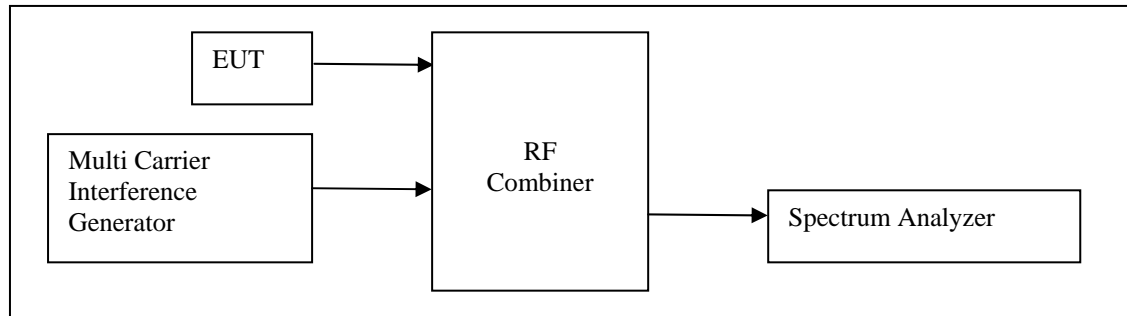 EUT
Multi Carrier
Interference
Generator
RF
Combiner
Spectrum Analyzer